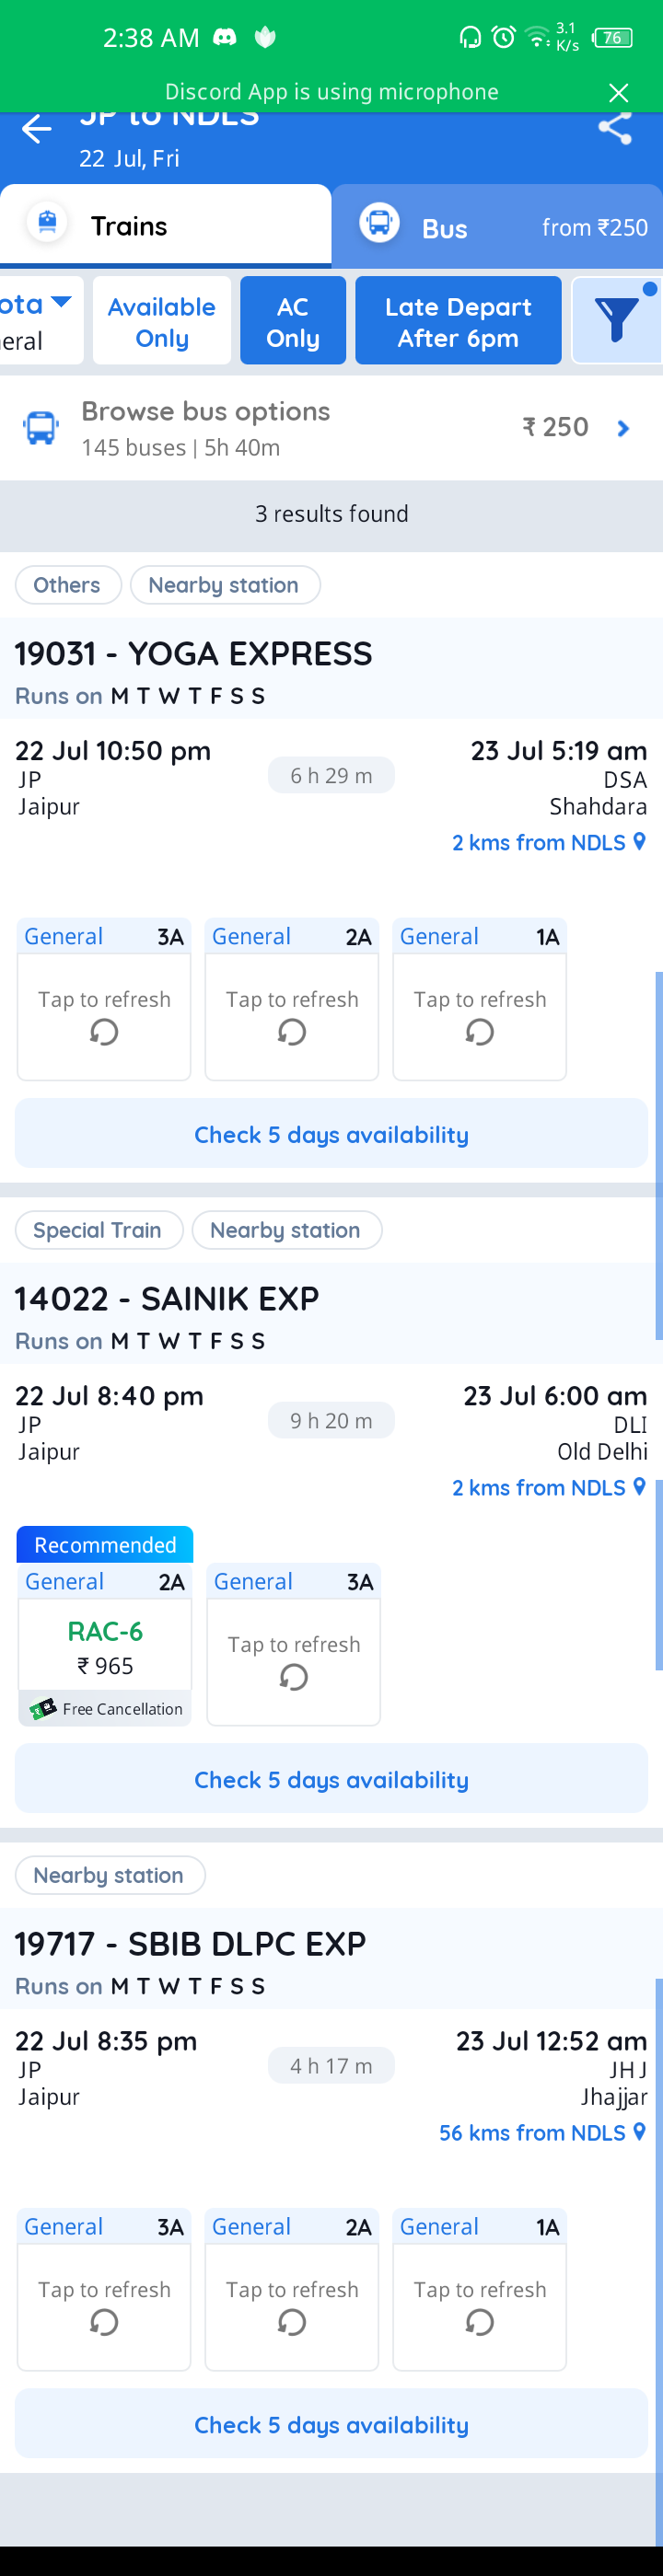 2:38 AM 3.1 K/s 76
Discord App is using microphone
JP to NDLS
22 Jul, Fri
Trains
Bus from ₹250
ota
eral
Available Only
AC Only
Late Depart After 6pm
Browse bus options
145 buses | 5h 40m
₹ 250
3 results found
Others Nearby station
19031 - YOGA EXPRESS
Runs on M T W T F S S
22 Jul 10:50 pm 6 h 29 m 23 Jul 5:19 am
JP DSA
Jaipur Shahdara
2 kms from NDLS
General 3A General 2A General 1A
Tap to refresh Tap to refresh Tap to refresh
Check 5 days availability
Special Train Nearby station
14022 - SAINIK EXP
Runs on M T W T F S S
22 Jul 8:40 pm 9 h 20 m 23 Jul 6:00 am
JP DLI
Jaipur Old Delhi
2 kms from NDLS
Recommended
General 2A General 3A
RAC-6 Tap to refresh
₹ 965
Free Cancellation
Check 5 days availability
Nearby station
19717 - SBIB DLPC EXP
Runs on M T W T F S S
22 Jul 8:35 pm 4 h 17 m 23 Jul 12:52 am
JP JHJ
Jaipur Jhajjar
56 kms from NDLS
General 3A General 2A General 1A
Tap to refresh Tap to refresh Tap to refresh
Check 5 days availability